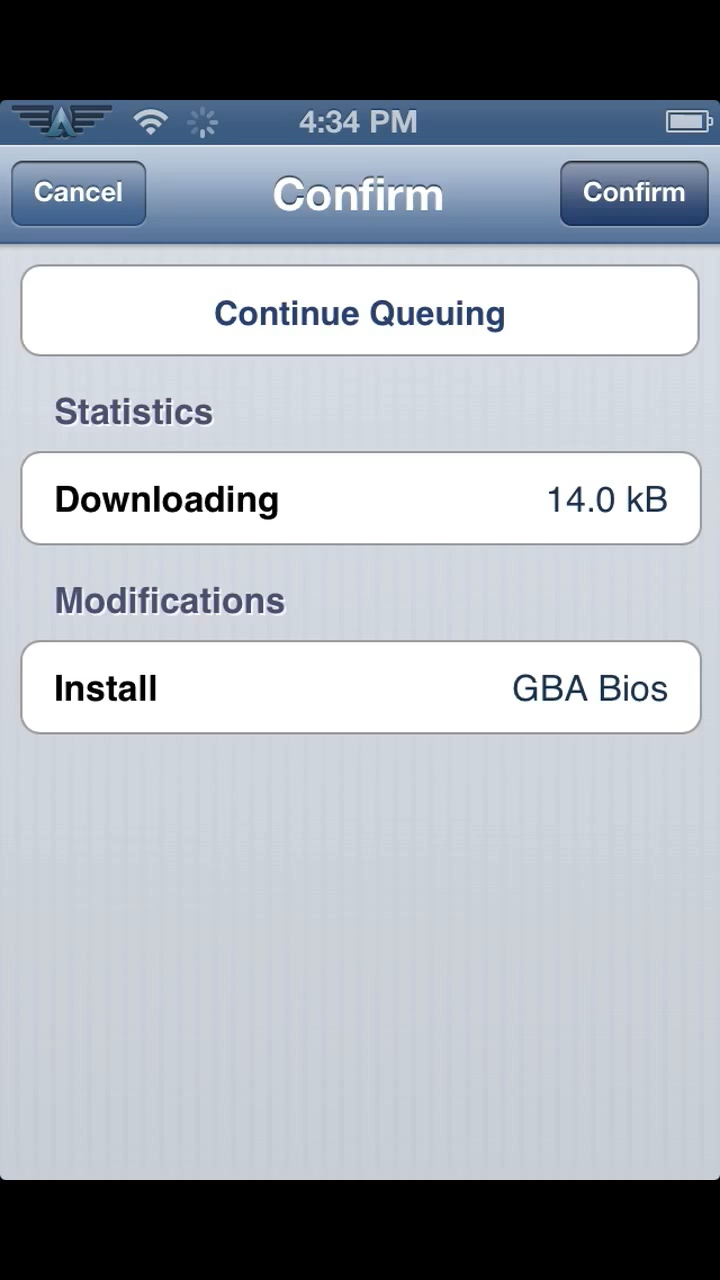 4:34 PM
Cancel
Confirm
Confirm
Continue Queuing
Statistics
Downloading 14.0 kB
Modifications
Install GBA Bios